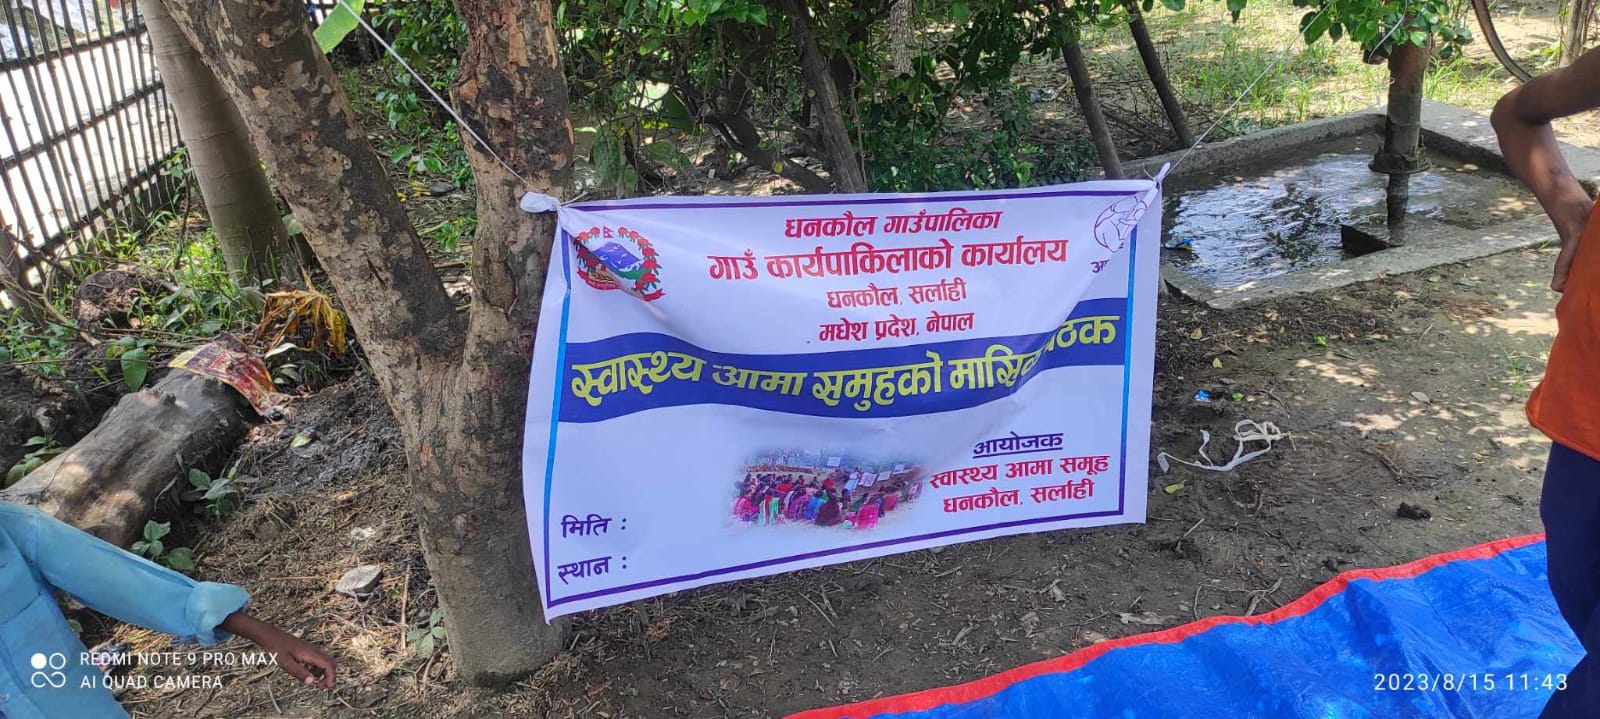 धनकौल गाउँपालिका
गाउँ कार्यपाकिलाको कार्यालय
धनकौल, सर्लाही
मधेश प्रदेश, नेपाल
स्वास्थ्य आमा समुहको
आयोजक
स्वास्थ्य आमा समूह
धनकौल, सर्लाही
मिति :
स्थान :
REDMI NOTE 9 PRO MAX
AI QUAD CAMERA
2023/8/15 11:43